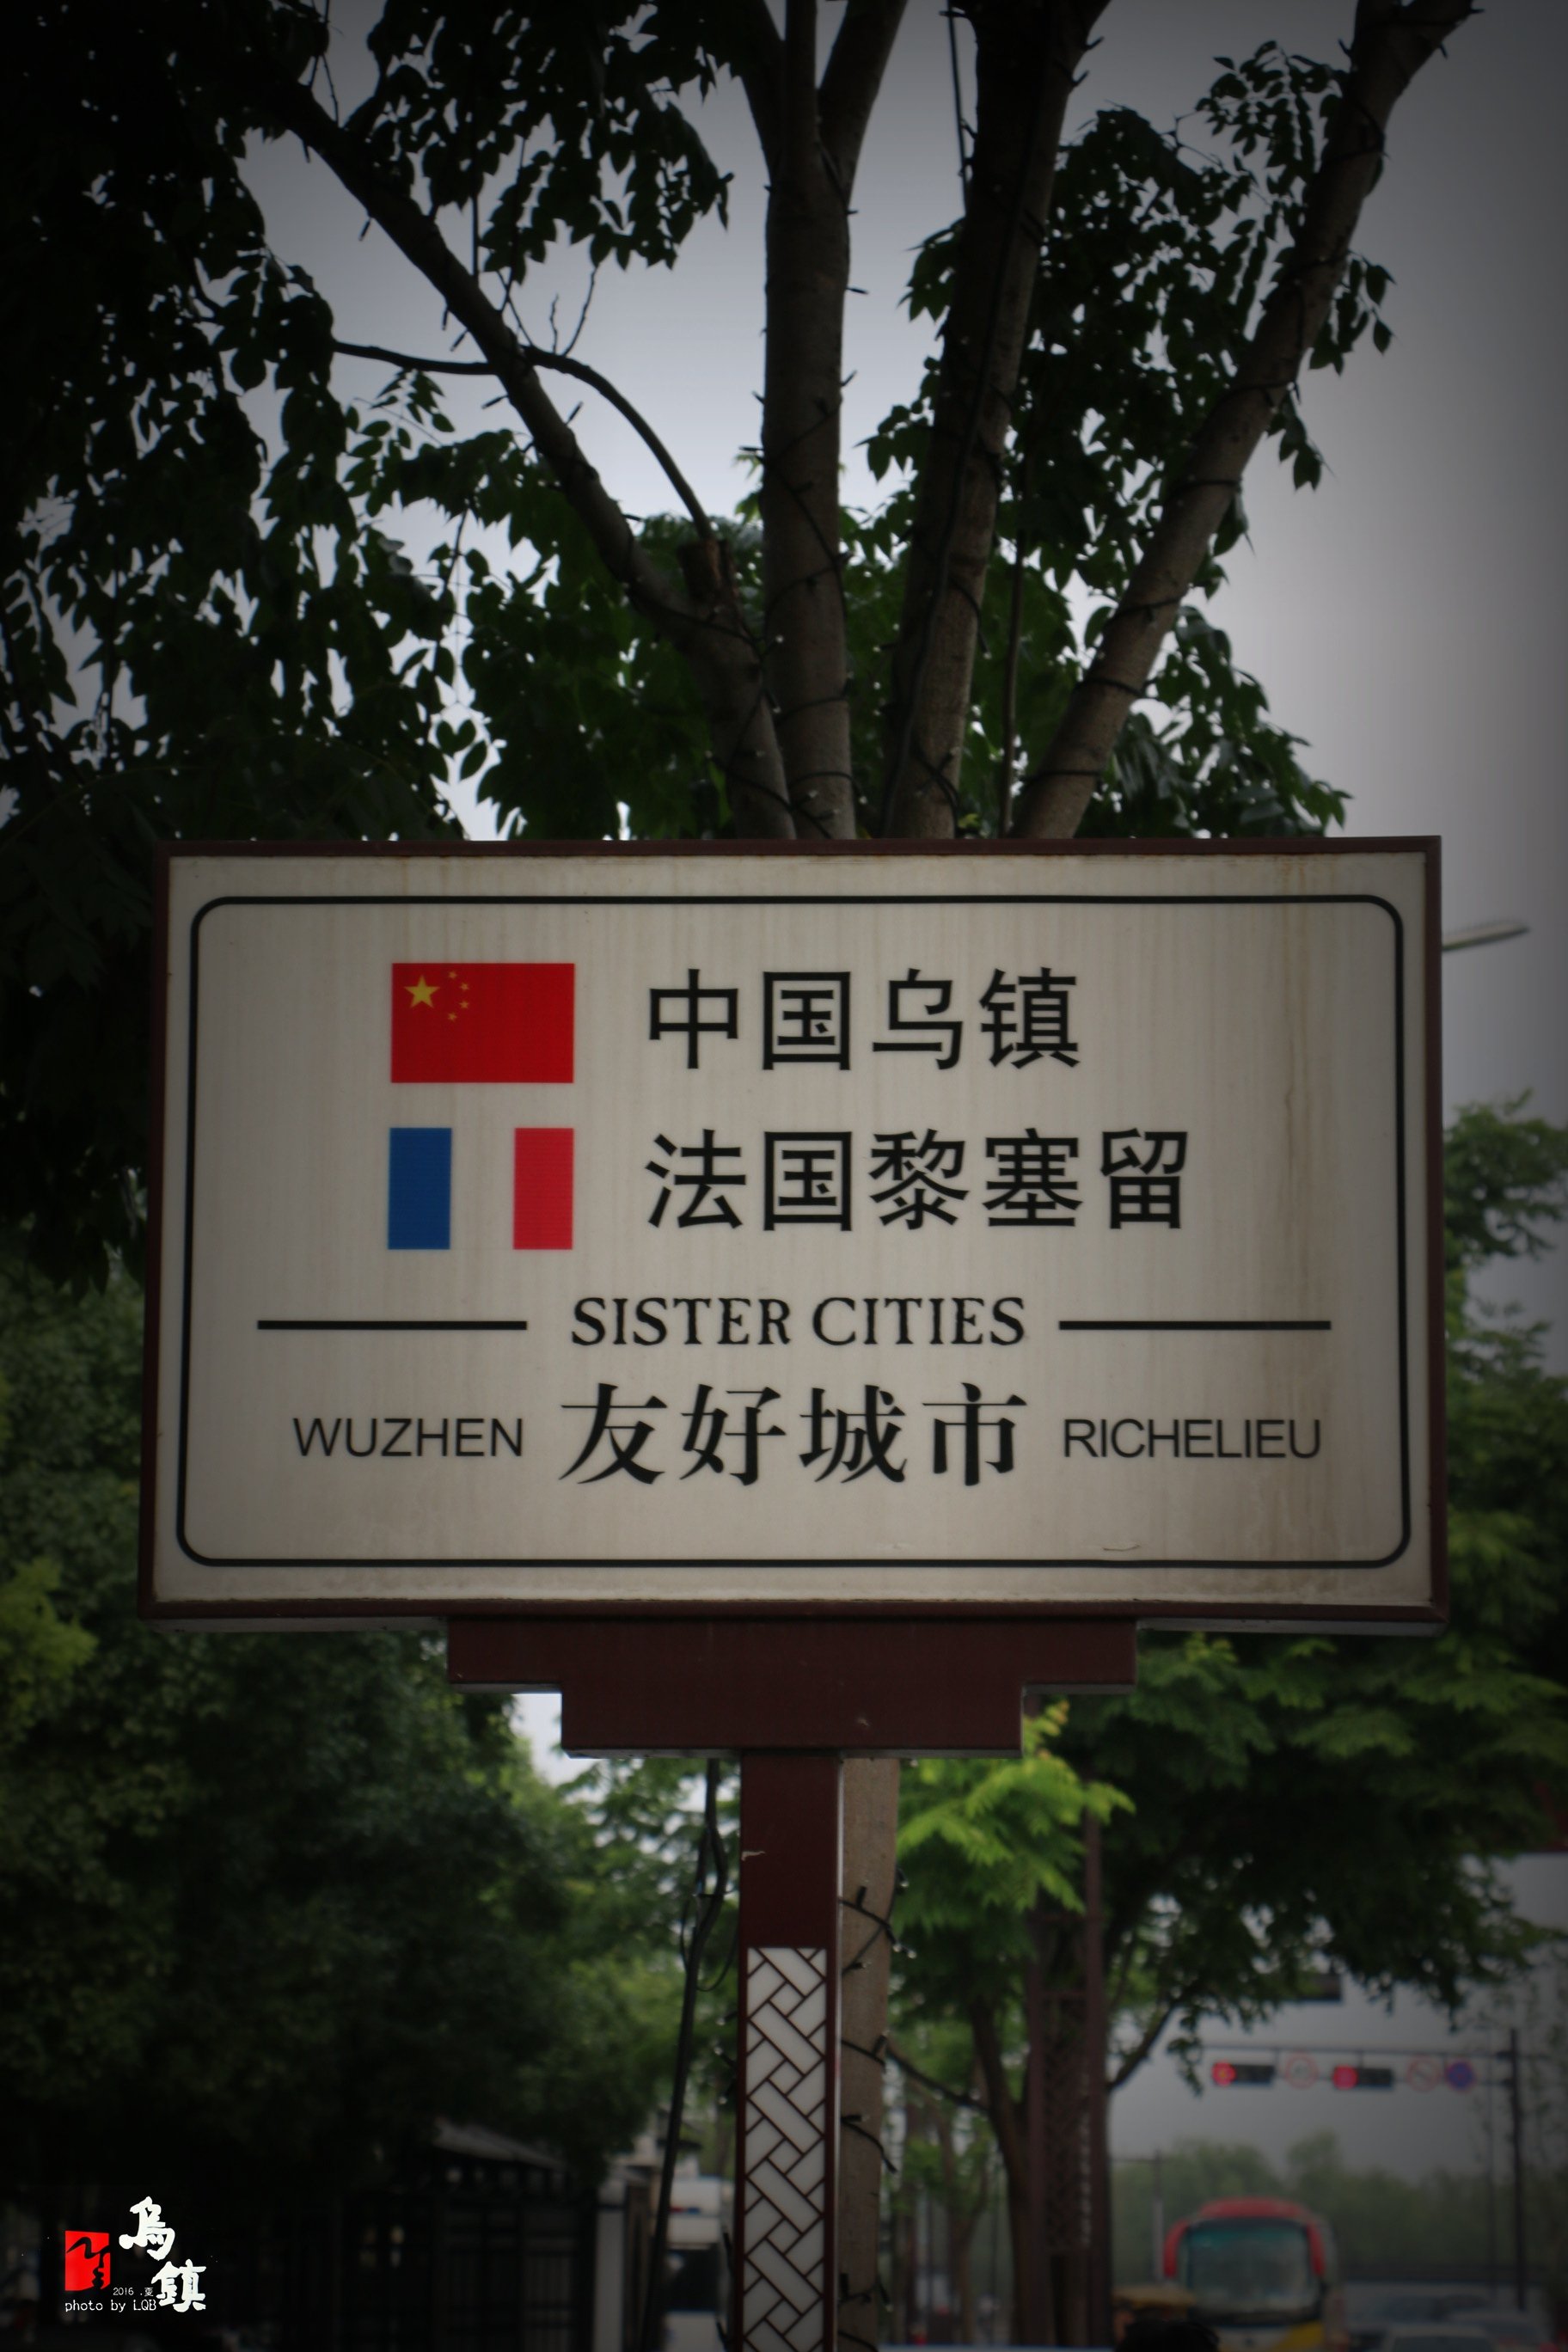 中国乌镇
法国黎塞留
SISTER CITIES
WUZHEN 友好城市 RICHELIEU
烏鎮
2016 .夏
photo by LQB